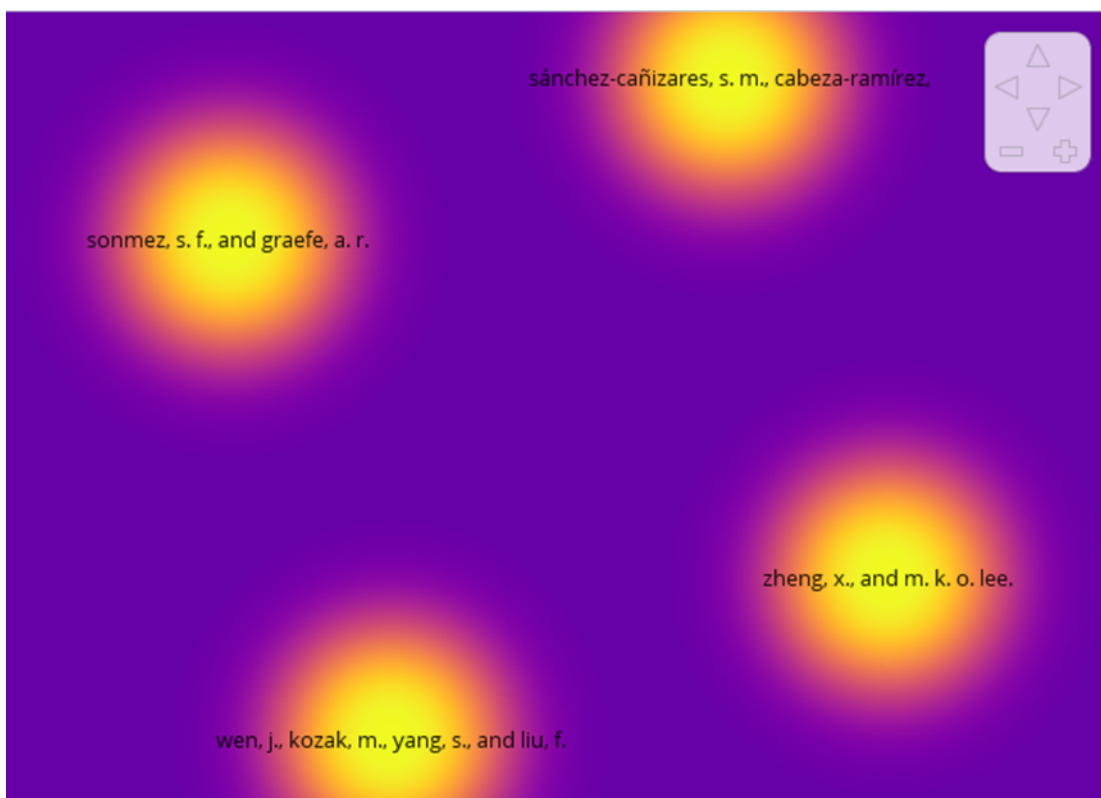 sánchez-cañizares, s. m., cabeza-ramírez,
sonmez, s. f., and graefe, a. r.
zheng, x., and m. k. o. lee.
wen, j., kozak, m., yang, s., and liu, f.